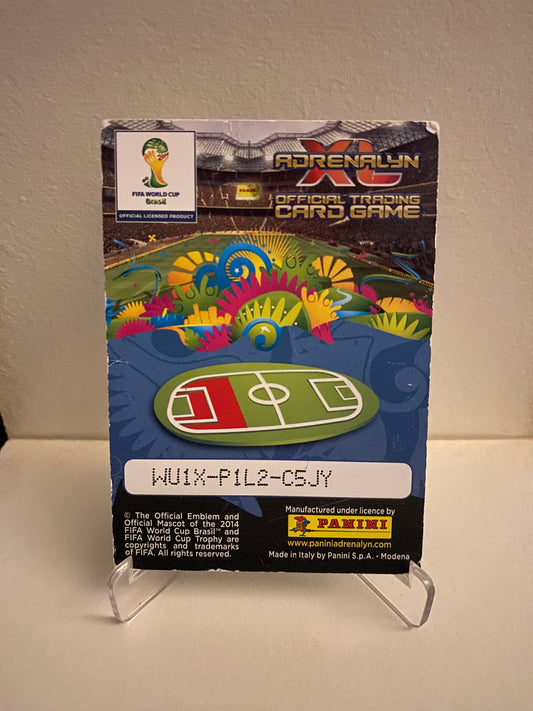 FIFA WORLD CUP
Brasil
OFFICIAL LICENSED PRODUCT
PANINI
ADRENALYN
XL
OFFICIAL TRADING
CARD GAME
WU1X-P1L2-C5JY
© The Official Emblem and
Official Mascot of the 2014
FIFA World Cup Brasil™ and
FIFA World Cup Trophy are
copyrights and trademarks
of FIFA. All rights reserved.
Manufactured under licence by
PANINI
www.paniniadrenalyn.com
Made in Italy by Panini S.p.A. - Modena